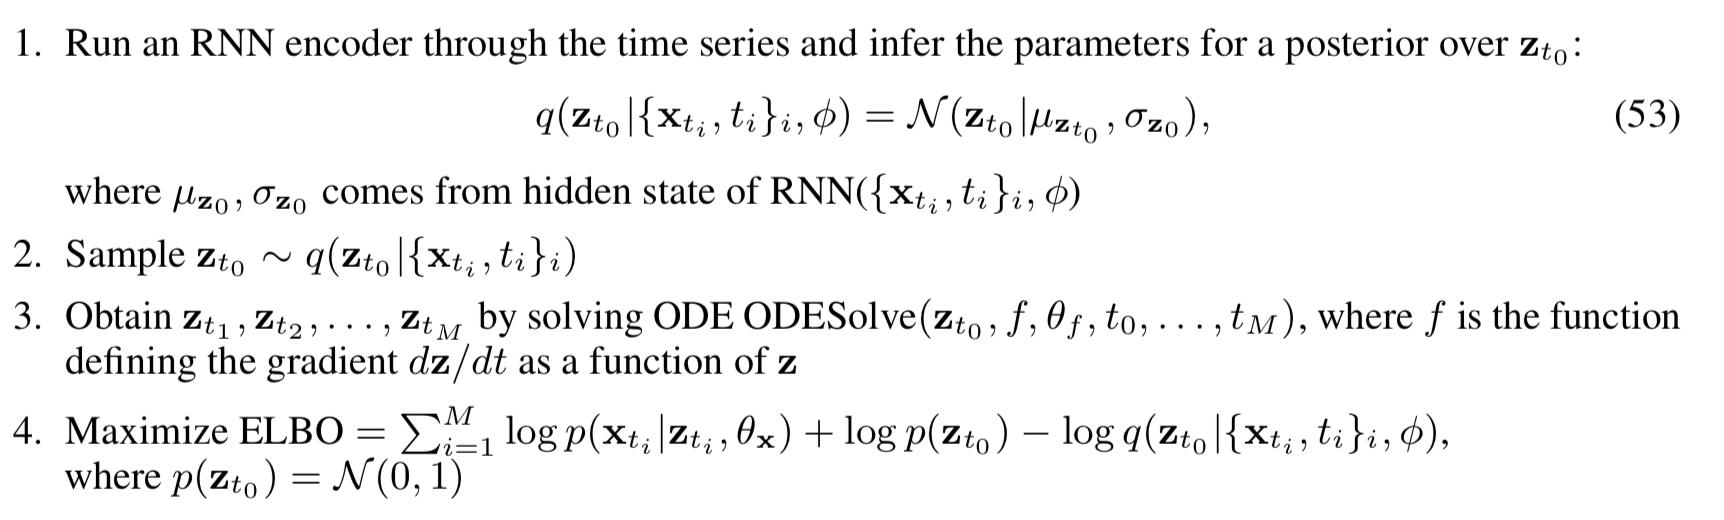 1. Run an RNN encoder through the time series and infer the parameters for a posterior over $\mathbf{z}_{t_0}$:
$q(\mathbf{z}_{t_0}|\{\mathbf{x}_{t_i}, t_i\}_i, \phi) = \mathcal{N}(\mathbf{z}_{t_0}|\mu_{\mathbf{z}_{t_0}}, \sigma_{\mathbf{z}_0}),$ (53)
where $\mu_{\mathbf{z}_0}, \sigma_{\mathbf{z}_0}$ comes from hidden state of RNN$(\{\mathbf{x}_{t_i}, t_i\}_i, \phi)$
2. Sample $\mathbf{z}_{t_0} \sim q(\mathbf{z}_{t_0}|\{\mathbf{x}_{t_i}, t_i\}_i)$
3. Obtain $\mathbf{z}_{t_1}, \mathbf{z}_{t_2}, \ldots, \mathbf{z}_{t_M}$ by solving ODE ODESolve$(\mathbf{z}_{t_0}, f, \theta_f, t_0, \ldots, t_M)$, where $f$ is the function
defining the gradient $d\mathbf{z}/dt$ as a function of $\mathbf{z}$
4. Maximize ELBO $= \sum_{i=1}^{M} \log p(\mathbf{x}_{t_i}|\mathbf{z}_{t_i}, \theta_{\mathbf{x}}) + \log p(\mathbf{z}_{t_0}) - \log q(\mathbf{z}_{t_0}|\{\mathbf{x}_{t_i}, t_i\}_i, \phi),$
where $p(\mathbf{z}_{t_0}) = \mathcal{N}(0, 1)$